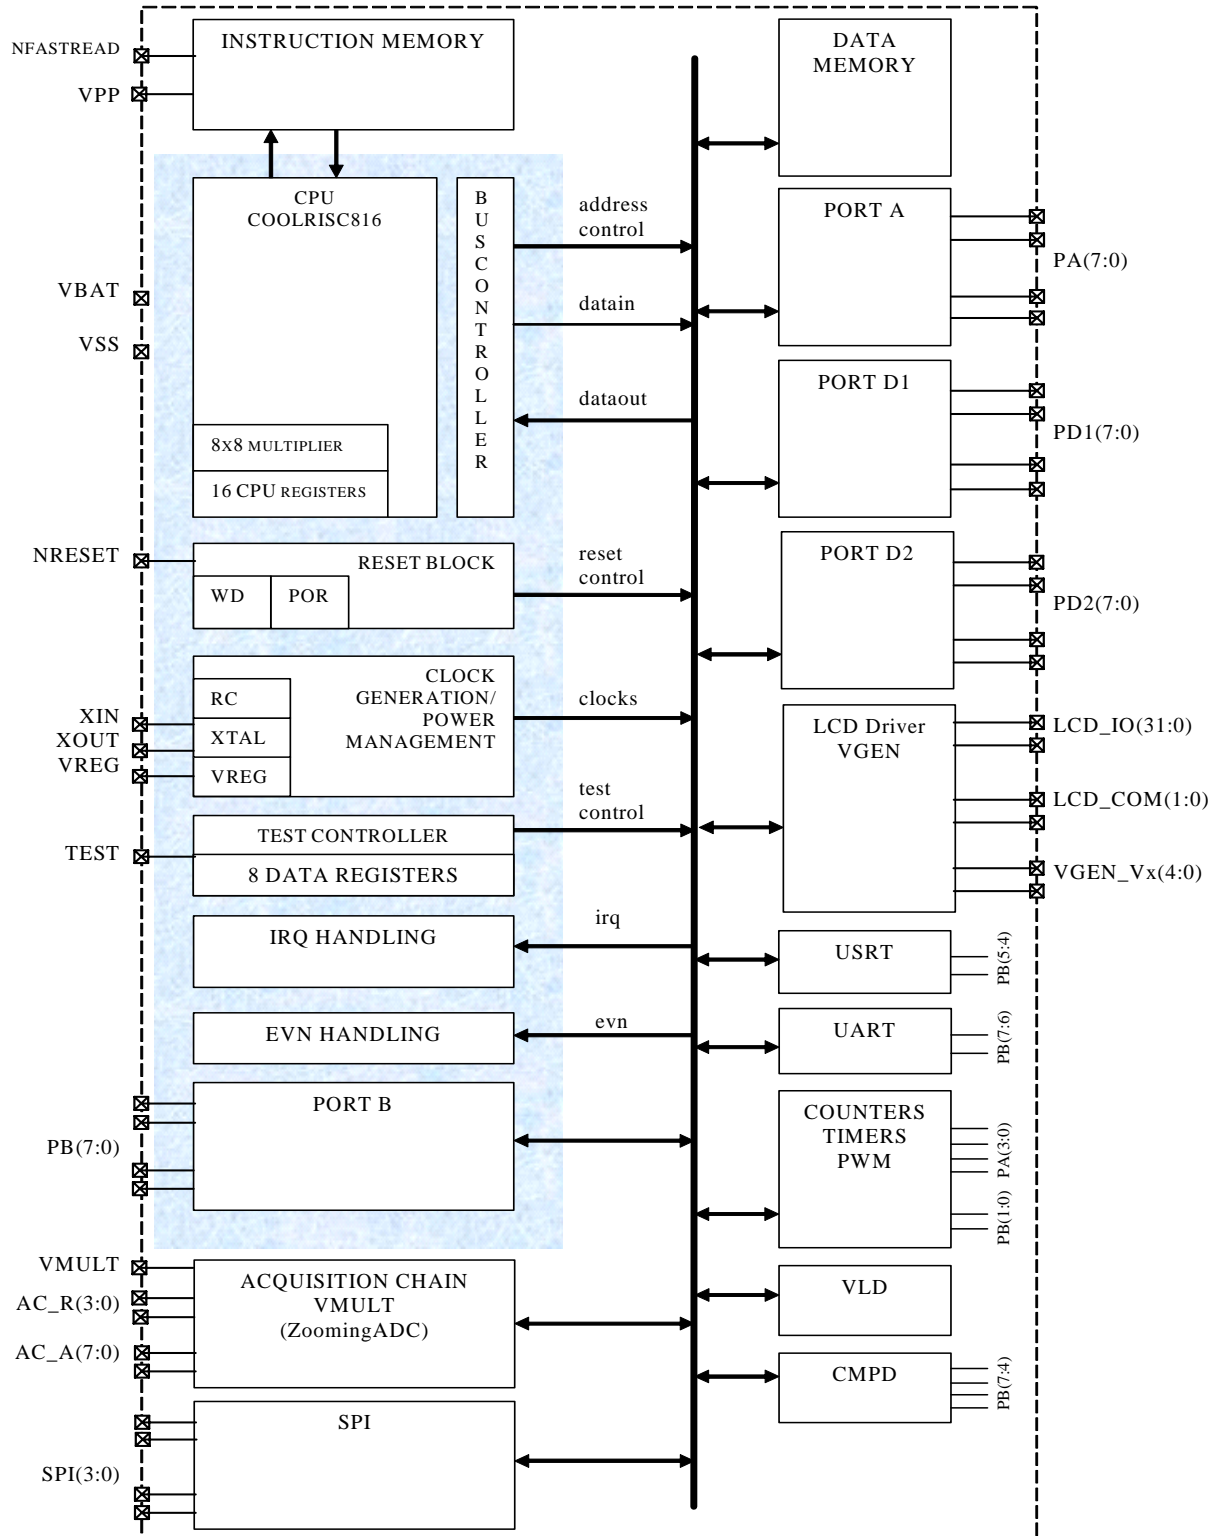 NFASTREAD
VPP
INSTRUCTION MEMORY
CPU
COOLRISC816
8x8 MULTIPLIER
16 CPU REGISTERS
BUSCONTROLLER
VBAT
VSS
address
control
datain
dataout
NRESET
RESET BLOCK
WD
POR
reset
control
CLOCK
GENERATION/
POWER
MANAGEMENT
RC
XTAL
VREG
XIN
XOUT
VREG
clocks
TEST
TEST CONTROLLER
8 DATA REGISTERS
test
control
IRQ HANDLING
irq
EVN HANDLING
evn
PORT B
PB(7:0)
VMULT
AC_R(3:0)
AC_A(7:0)
ACQUISITION CHAIN
VMULT
(ZoomingADC)
SPI
SPI(3:0)
DATA
MEMORY
PORT A
PA(7:0)
PORT D1
PD1(7:0)
PORT D2
PD2(7:0)
LCD Driver
VGEN
LCD_IO(31:0)
LCD_COM(1:0)
VGEN_Vx(4:0)
USRT
PB(5:4)
UART
PB(7:6)
COUNTERS
TIMERS
PWM
PA(3:0)
PB(1:0)
VLD
CMPD
PB(7:4)